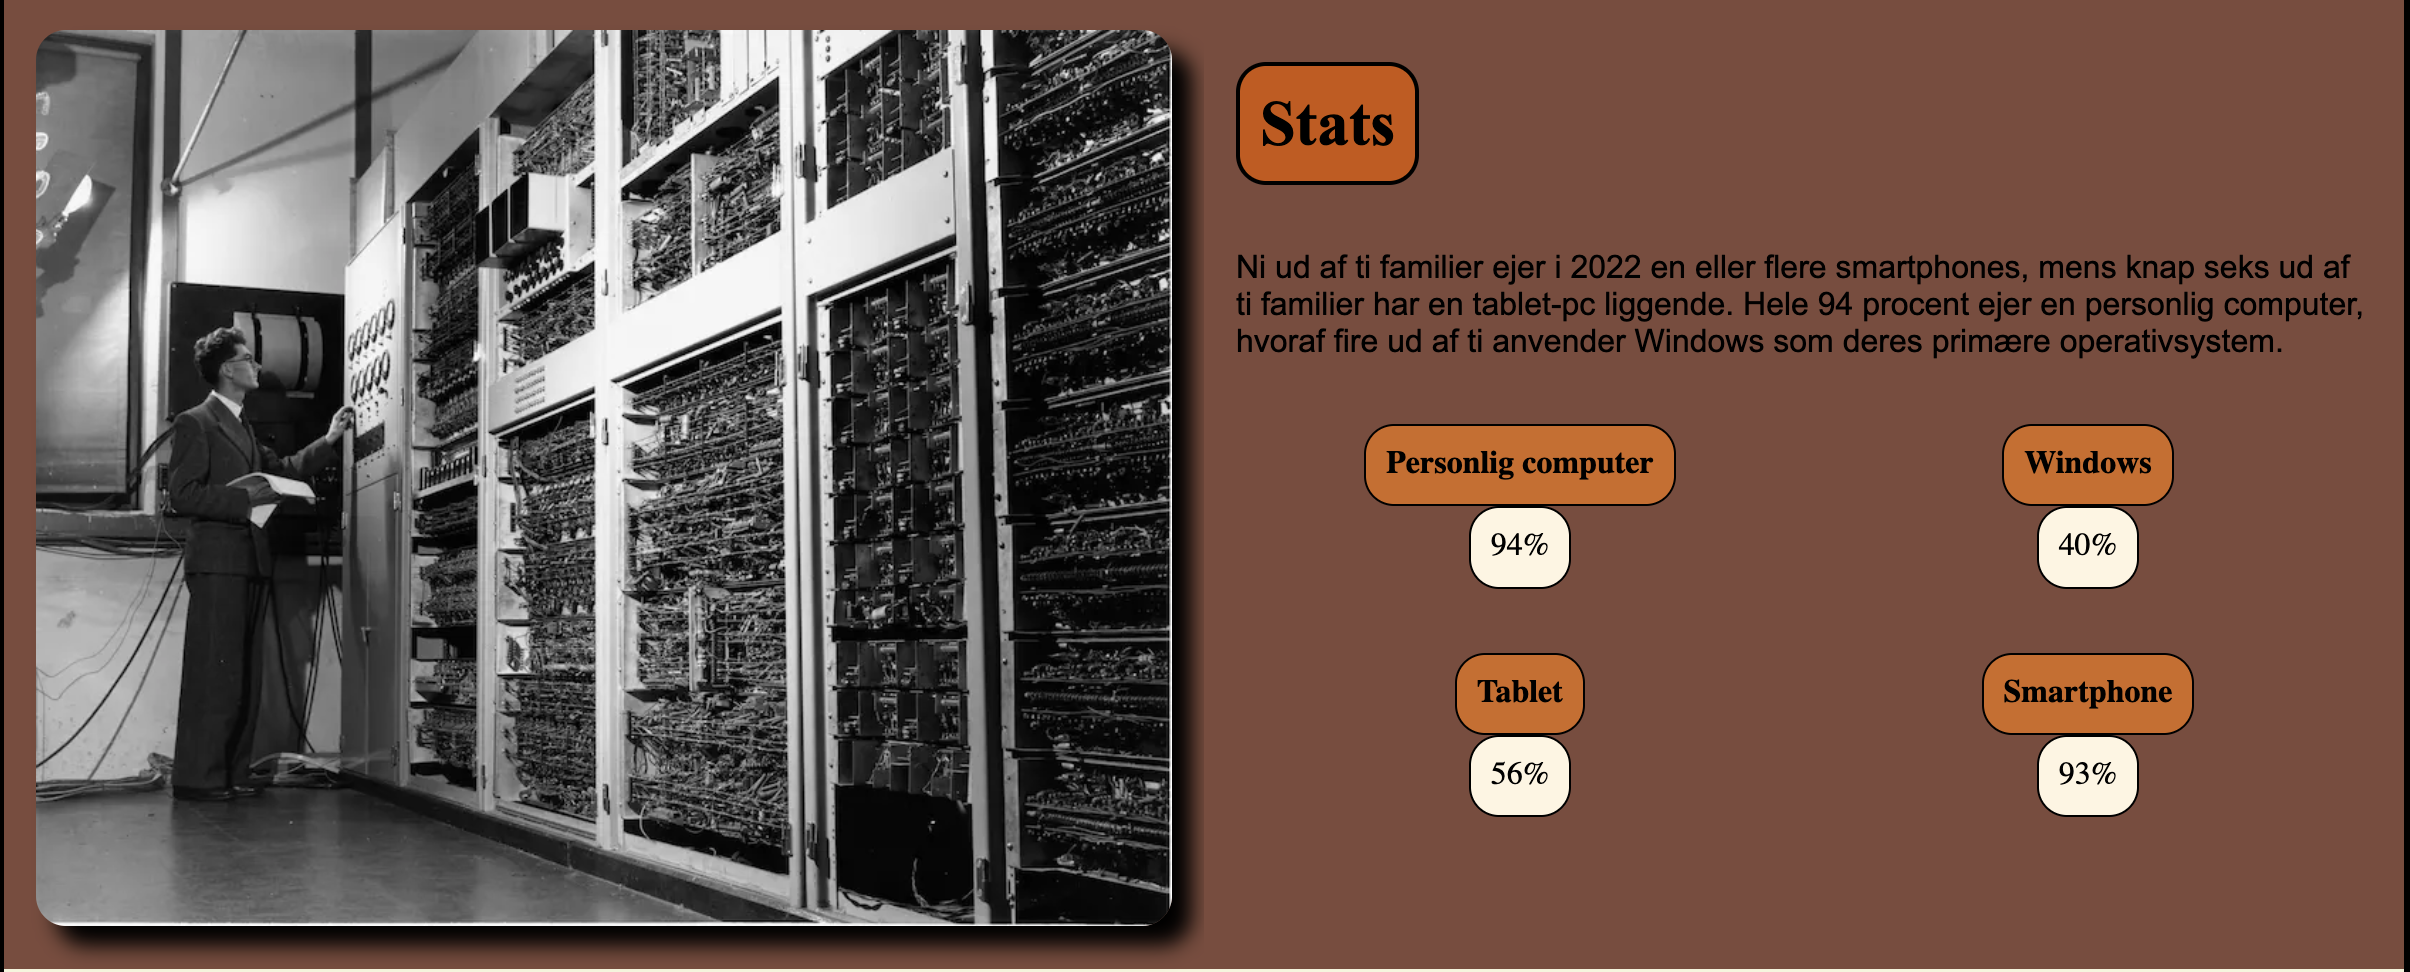 Stats
Ni ud af ti familier ejer i 2022 en eller flere smartphones, mens knap seks ud af
ti familier har en tablet-pc liggende. Hele 94 procent ejer en personlig computer,
hvoraf fire ud af ti anvender Windows som deres primære operativsystem.
Personlig computer
94%
Windows
40%
Tablet
56%
Smartphone
93%